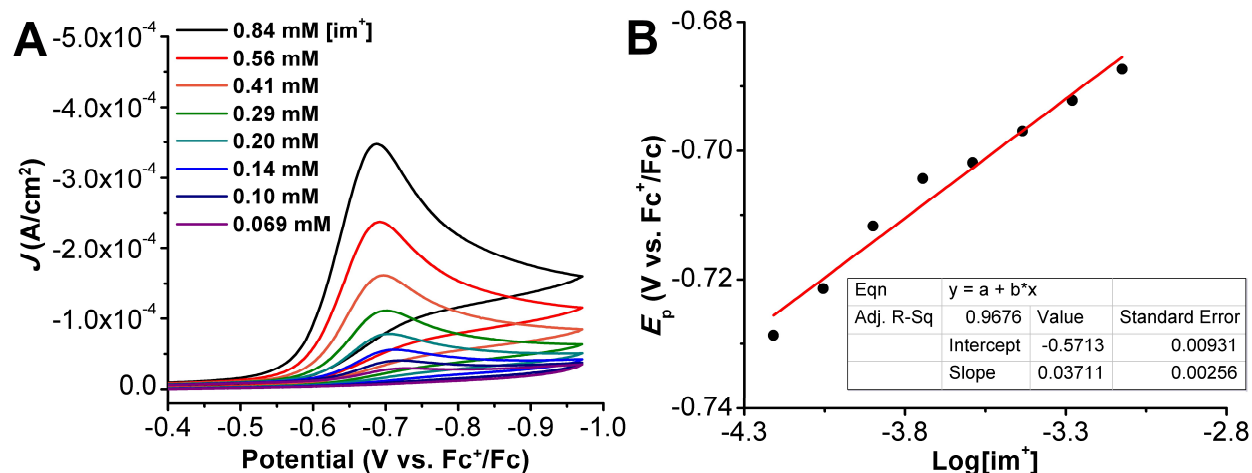 A
0.84 mM [im⁺]
0.56 mM
0.41 mM
0.29 mM
0.20 mM
0.14 mM
0.10 mM
0.069 mM
J (A/cm²)
-5.0x10⁻⁴
-4.0x10⁻⁴
-3.0x10⁻⁴
-2.0x10⁻⁴
-1.0x10⁻⁴
0.0
-0.4 -0.5 -0.6 -0.7 -0.8 -0.9 -1.0
Potential (V vs. Fc⁺/Fc)
B
Eₚ (V vs. Fc⁺/Fc)
-0.68
-0.70
-0.72
-0.74
Eqn y = a + b*x
Adj. R-Sq 0.9676 Value Standard Error
Intercept -0.5713 0.00931
Slope 0.03711 0.00256
-4.3 -3.8 -3.3 -2.8
Log[im⁺]